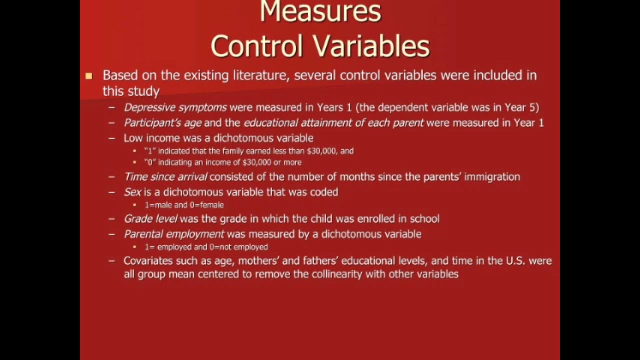 Measures
Control Variables
Based on the existing literature, several control variables were included in
this study
– Depressive symptoms were measured in Years 1 (the dependent variable was in Year 5)
– Participant's age and the educational attainment of each parent were measured in Year 1
– Low income was a dichotomous variable
• "1" indicated that the family earned less than $30,000, and
• "0" indicating an income of $30,000 or more
– Time since arrival consisted of the number of months since the parents' immigration
– Sex is a dichotomous variable that was coded
• 1=male and 0=female
– Grade level was the grade in which the child was enrolled in school
– Parental employment was measured by a dichotomous variable
• 1= employed and 0=not employed
– Covariates such as age, mothers' and fathers' educational levels, and time in the U.S. were
all group mean centered to remove the collinearity with other variables